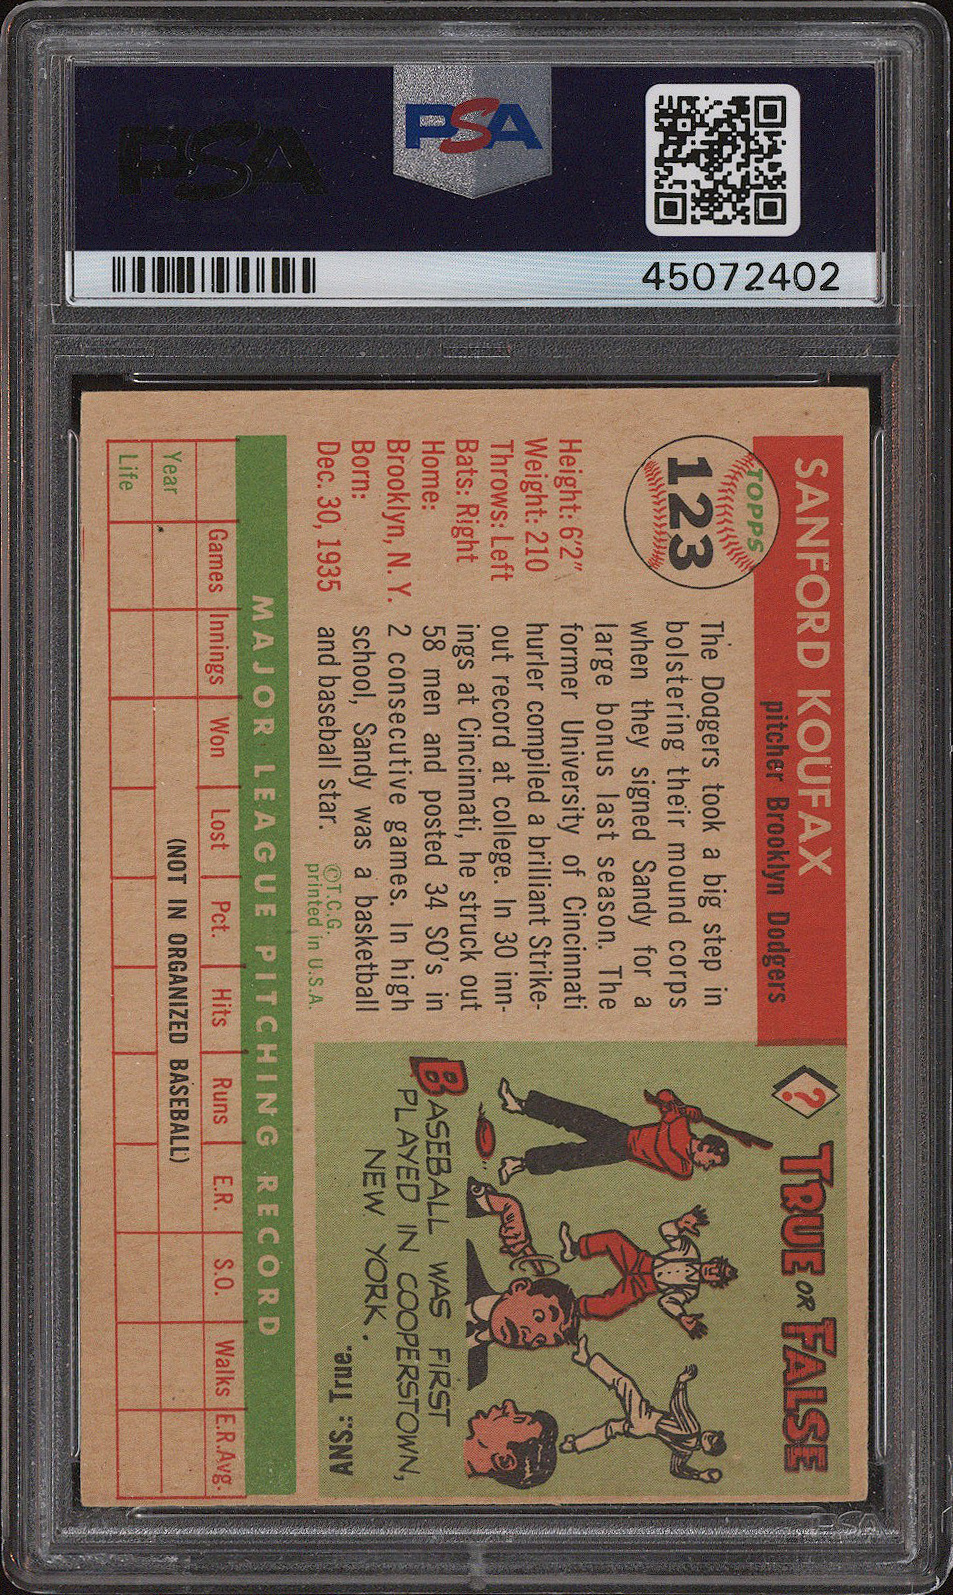 PSA
PSA
45072402
SANFORD KOUFAX
pitcher Brooklyn Dodgers
TOPPS
123
Height: 6'2"
Weight: 210
Throws: Left
Bats: Right
Home:
Brooklyn, N. Y.
Born:
Dec. 30, 1935
The Dodgers took a big step in
bolstering their mound corps
when they signed Sandy for a
large bonus last season. The
former University of Cincinnati
hurler compiled a brilliant Strike-
out record at college. In 30 inn-
ings at Cincinnati, he struck out
58 men and posted 34 SO's in
2 consecutive games. In high
school, Sandy was a basketball
and baseball star.
©T.C.G.
printed in U.S.A.
? TRUE OR FALSE
BASEBALL WAS FIRST
PLAYED IN COOPERSTOWN,
NEW YORK.
ANS: True.
MAJOR LEAGUE PITCHING RECORD
Games Innings Won Lost Pct. Hits Runs E.R. S.O. Walks E.R.Avg.
Year
(NOT IN ORGANIZED BASEBALL)
Life
PSA